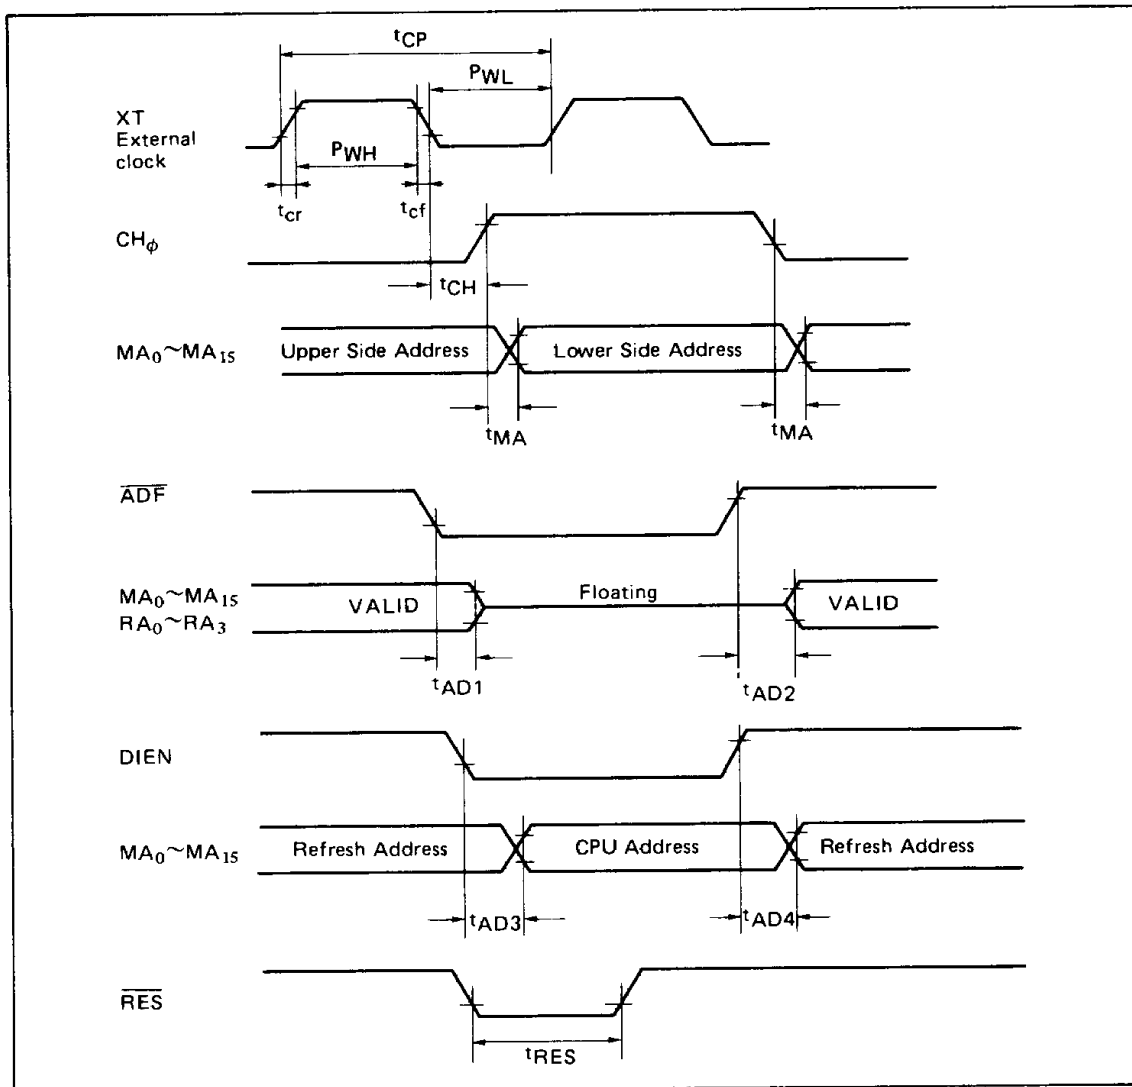 tCP
PWL
XT
External
clock
PWH
tcr
tcf
CHϕ
tCH
MA0~MA15 Upper Side Address Lower Side Address
tMA tMA
ADF
MA0~MA15
RA0~RA3
VALID Floating VALID
tAD1 tAD2
DIEN
MA0~MA15 Refresh Address CPU Address Refresh Address
tAD3 tAD4
RES
tRES